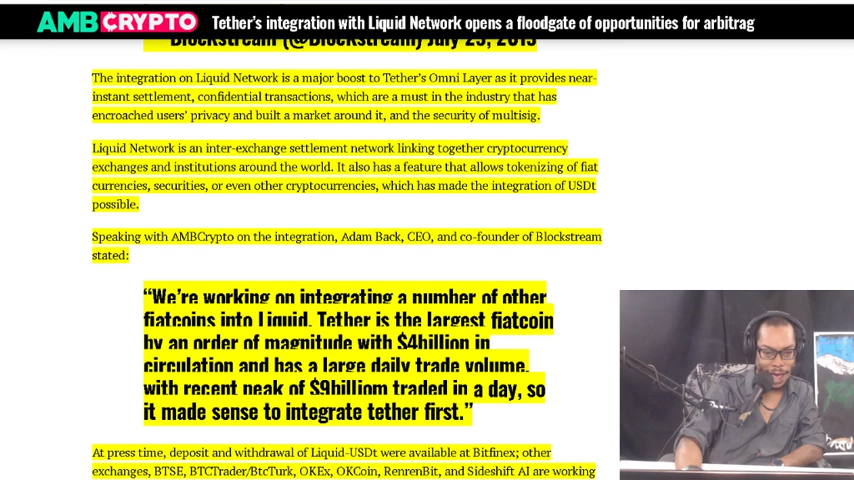 AMBCRYPTO Tether's integration with Liquid Network opens a floodgate of opportunities for arbitrag
Blockstream (@Blockstream) July 25, 2019
The integration on Liquid Network is a major boost to Tether's Omni Layer as it provides near-
instant settlement, confidential transactions, which are a must in the industry that has
encroached users' privacy and built a market around it, and the security of multisig.
Liquid Network is an inter-exchange settlement network linking together cryptocurrency
exchanges and institutions around the world. It also has a feature that allows tokenizing of fiat
currencies, securities, or even other cryptocurrencies, which has made the integration of USDt
possible.
Speaking with AMBCrypto on the integration, Adam Back, CEO, and co-founder of Blockstream
stated:
“We're working on integrating a number of other
fiatcoins into Liquid. Tether is the largest fiatcoin
by an order of magnitude with $4billion in
circulation and has a large daily trade volume,
with recent peak of $9billiom traded in a day, so
it made sense to integrate tether first.”
At press time, deposit and withdrawal of Liquid-USDt were available at Bitfinex; other
exchanges, BTSE, BTCTrader/BtcTurk, OKEx, OKCoin, RenrenBit, and Sideshift AI are working